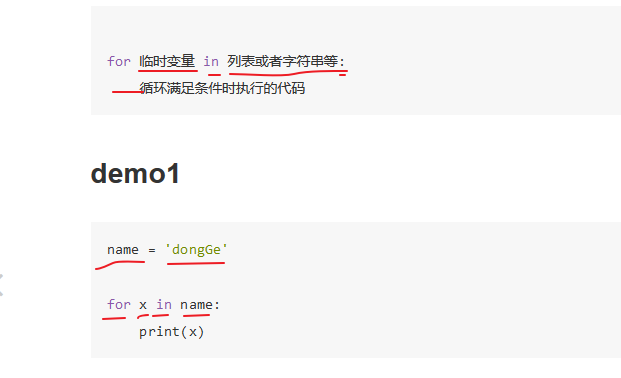 for 临时变量 in 列表或者字符串等:
    循环满足条件时执行的代码
demo1
name = 'dongGe'
for x in name:
    print(x)